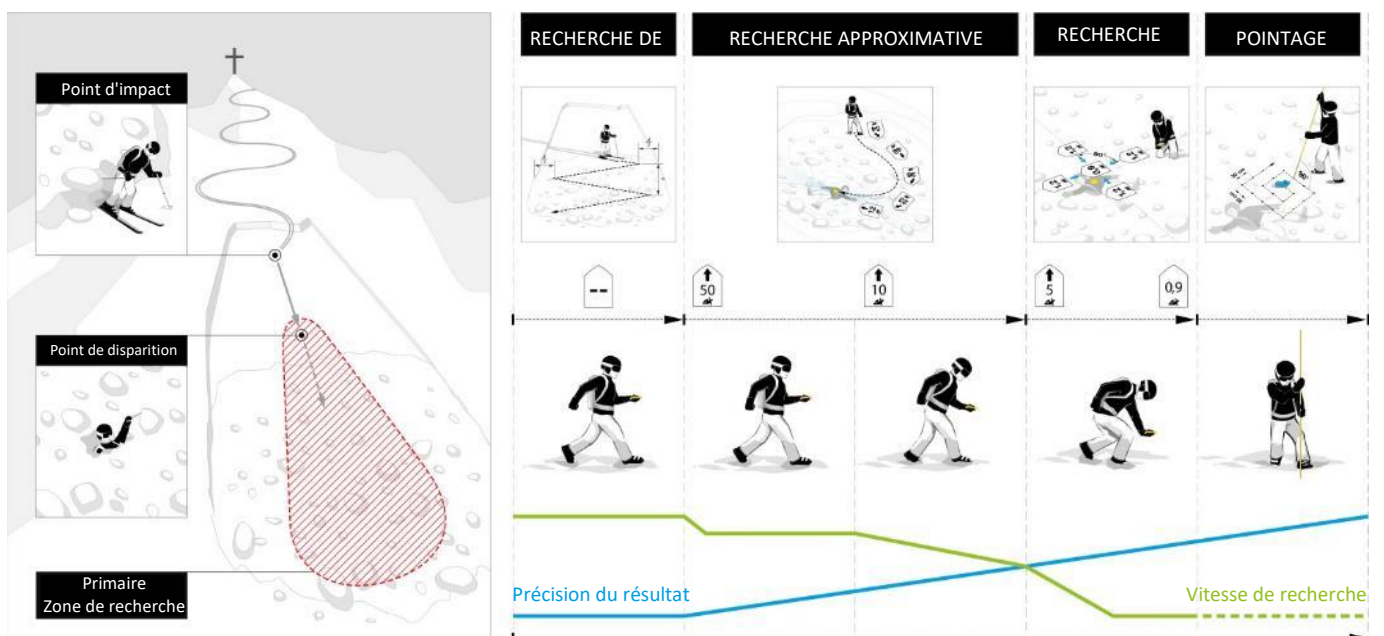 Point d'impact
Point de disparition
Primaire
Zone de recherche
RECHERCHE DE
RECHERCHE APPROXIMATIVE
RECHERCHE
POINTAGE
--
50
10
5
0,9
Précision du résultat
Vitesse de recherche